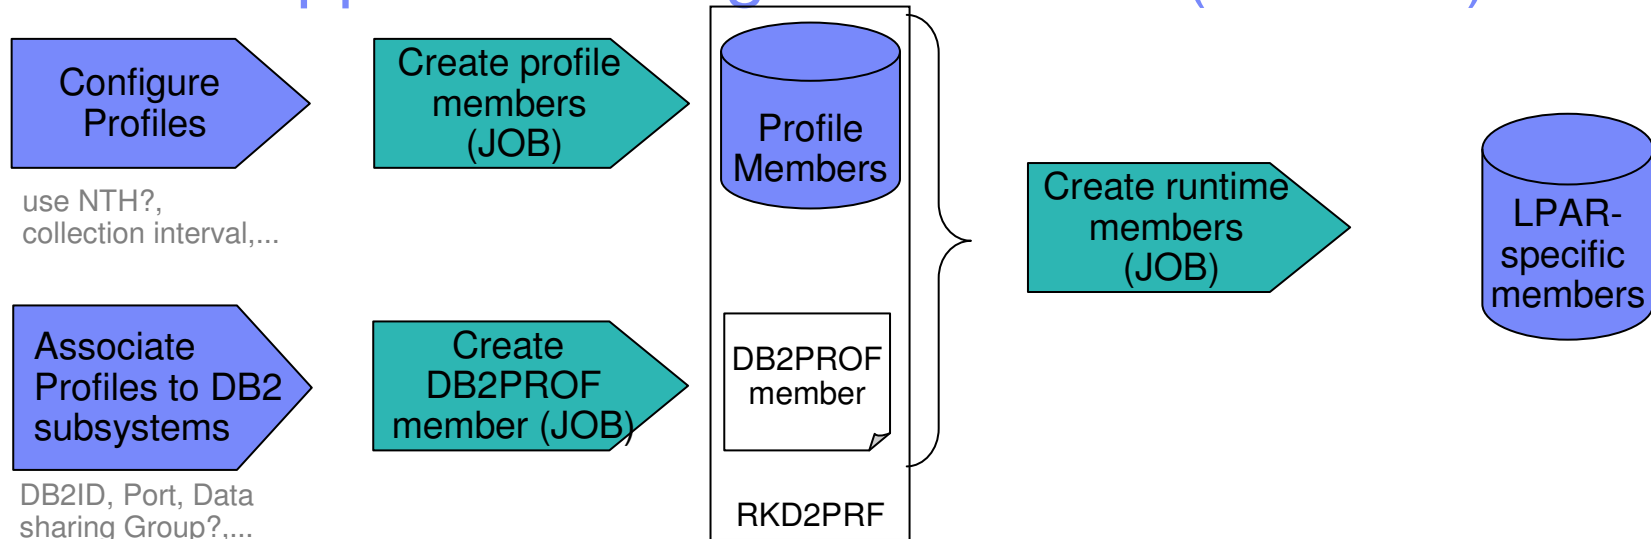 Configure
Profiles
use NTH?,
collection interval,...
Create profile
members
(JOB)
Profile
Members
Associate
Profiles to DB2
subsystems
DB2ID, Port, Data
sharing Group?,...
Create
DB2PROF
member (JOB)
DB2PROF
member
RKD2PRF
Create runtime
members
(JOB)
LPAR-
specific
members